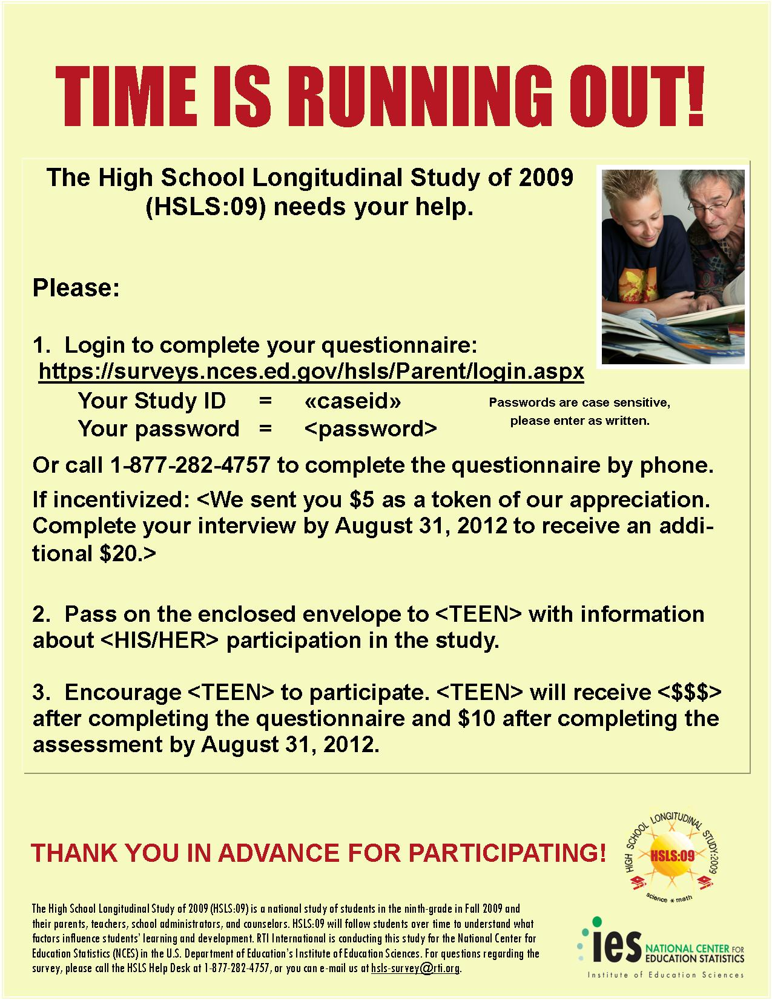 TIME IS RUNNING OUT!
The High School Longitudinal Study of 2009
(HSLS:09) needs your help.
Please:
1. Login to complete your questionnaire:
https://surveys.nces.ed.gov/hsls/Parent/login.aspx
Your Study ID = «caseid»
Your password = <password>
Passwords are case sensitive,
please enter as written.
Or call 1-877-282-4757 to complete the questionnaire by phone.
If incentivized: <We sent you $5 as a token of our appreciation.
Complete your interview by August 31, 2012 to receive an addi-
tional $20.>
2. Pass on the enclosed envelope to <TEEN> with information
about <HIS/HER> participation in the study.
3. Encourage <TEEN> to participate. <TEEN> will receive <$$$>
after completing the questionnaire and $10 after completing the
assessment by August 31, 2012.
THANK YOU IN ADVANCE FOR PARTICIPATING!
HIGH SCHOOL LONGITUDINAL STUDY:2009
HSLS:09
science * math
The High School Longitudinal Study of 2009 (HSLS:09) is a national study of students in the ninth-grade in Fall 2009 and
their parents, teachers, school administrators, and counselors. HSLS:09 will follow students over time to understand what
factors influence students' learning and development. RTI International is conducting this study for the National Center for
Education Statistics (NCES) in the U.S. Department of Education's Institute of Education Sciences. For questions regarding the
survey, please call the HSLS Help Desk at 1-877-282-4757, or you can e-mail us at hsls-survey@rti.org.
ies NATIONAL CENTER FOR
EDUCATION STATISTICS
Institute of Education Sciences